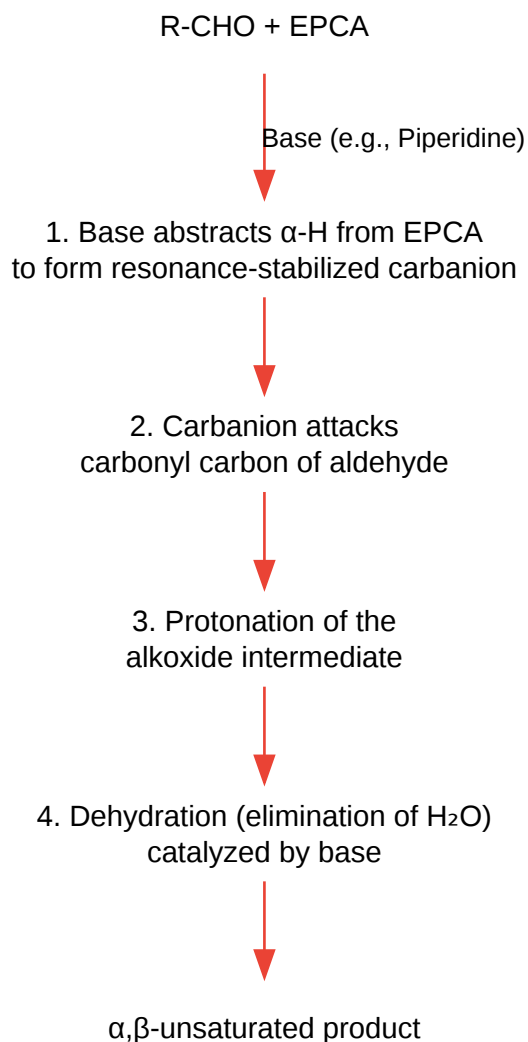 R-CHO + EPCA
Base (e.g., Piperidine)
1. Base abstracts α-H from EPCA
to form resonance-stabilized carbanion
2. Carbanion attacks
carbonyl carbon of aldehyde
3. Protonation of the
alkoxide intermediate
4. Dehydration (elimination of H₂O)
catalyzed by base
α,β-unsaturated product